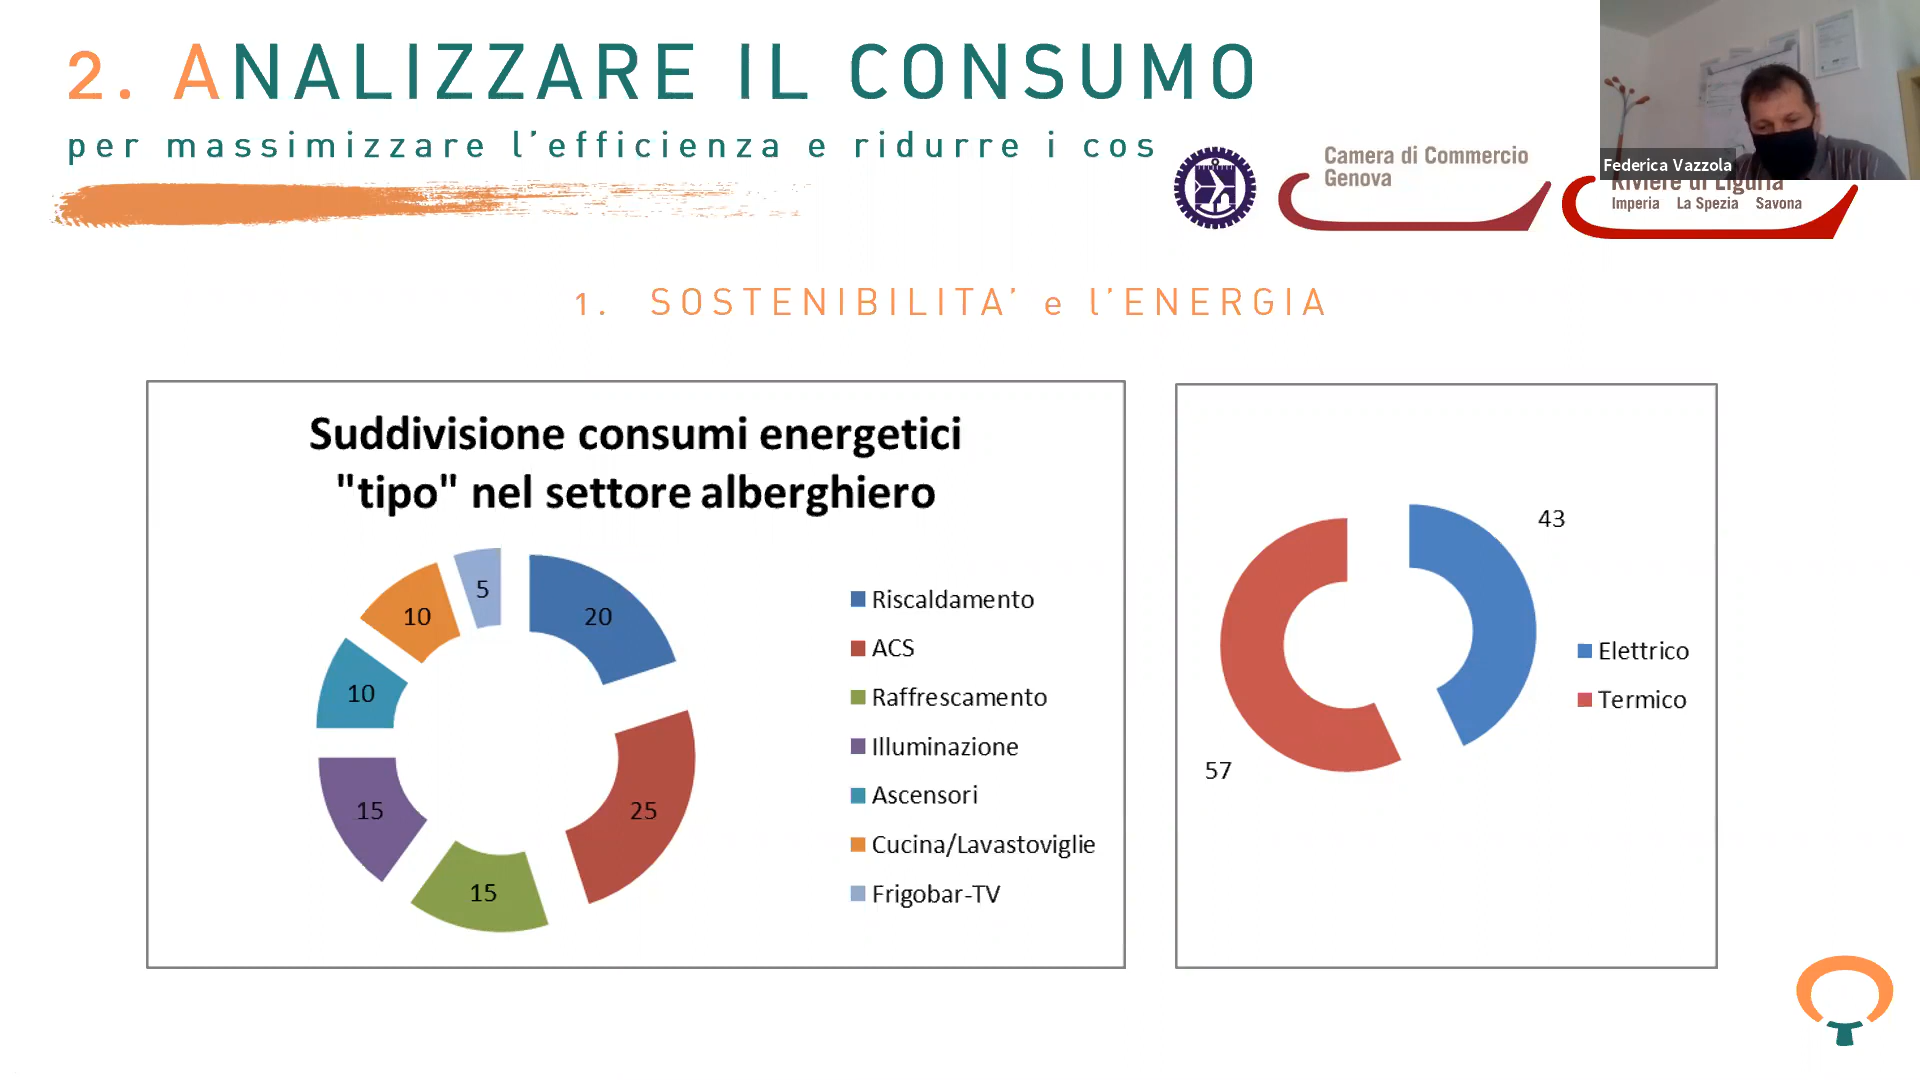 2. ANALIZZARE IL CONSUMO
per massimizzare l'efficienza e ridurre i cos
Camera di Commercio
Genova
Federica Vazzola
Riviere di Liguria
Imperia La Spezia Savona
1. SOSTENIBILITA' e l'ENERGIA
Suddivisione consumi energetici
"tipo" nel settore alberghiero
5
20
10
10
15
25
15
Riscaldamento
ACS
Raffrescamento
Illuminazione
Ascensori
Cucina/Lavastoviglie
Frigobar-TV
43
57
Elettrico
Termico